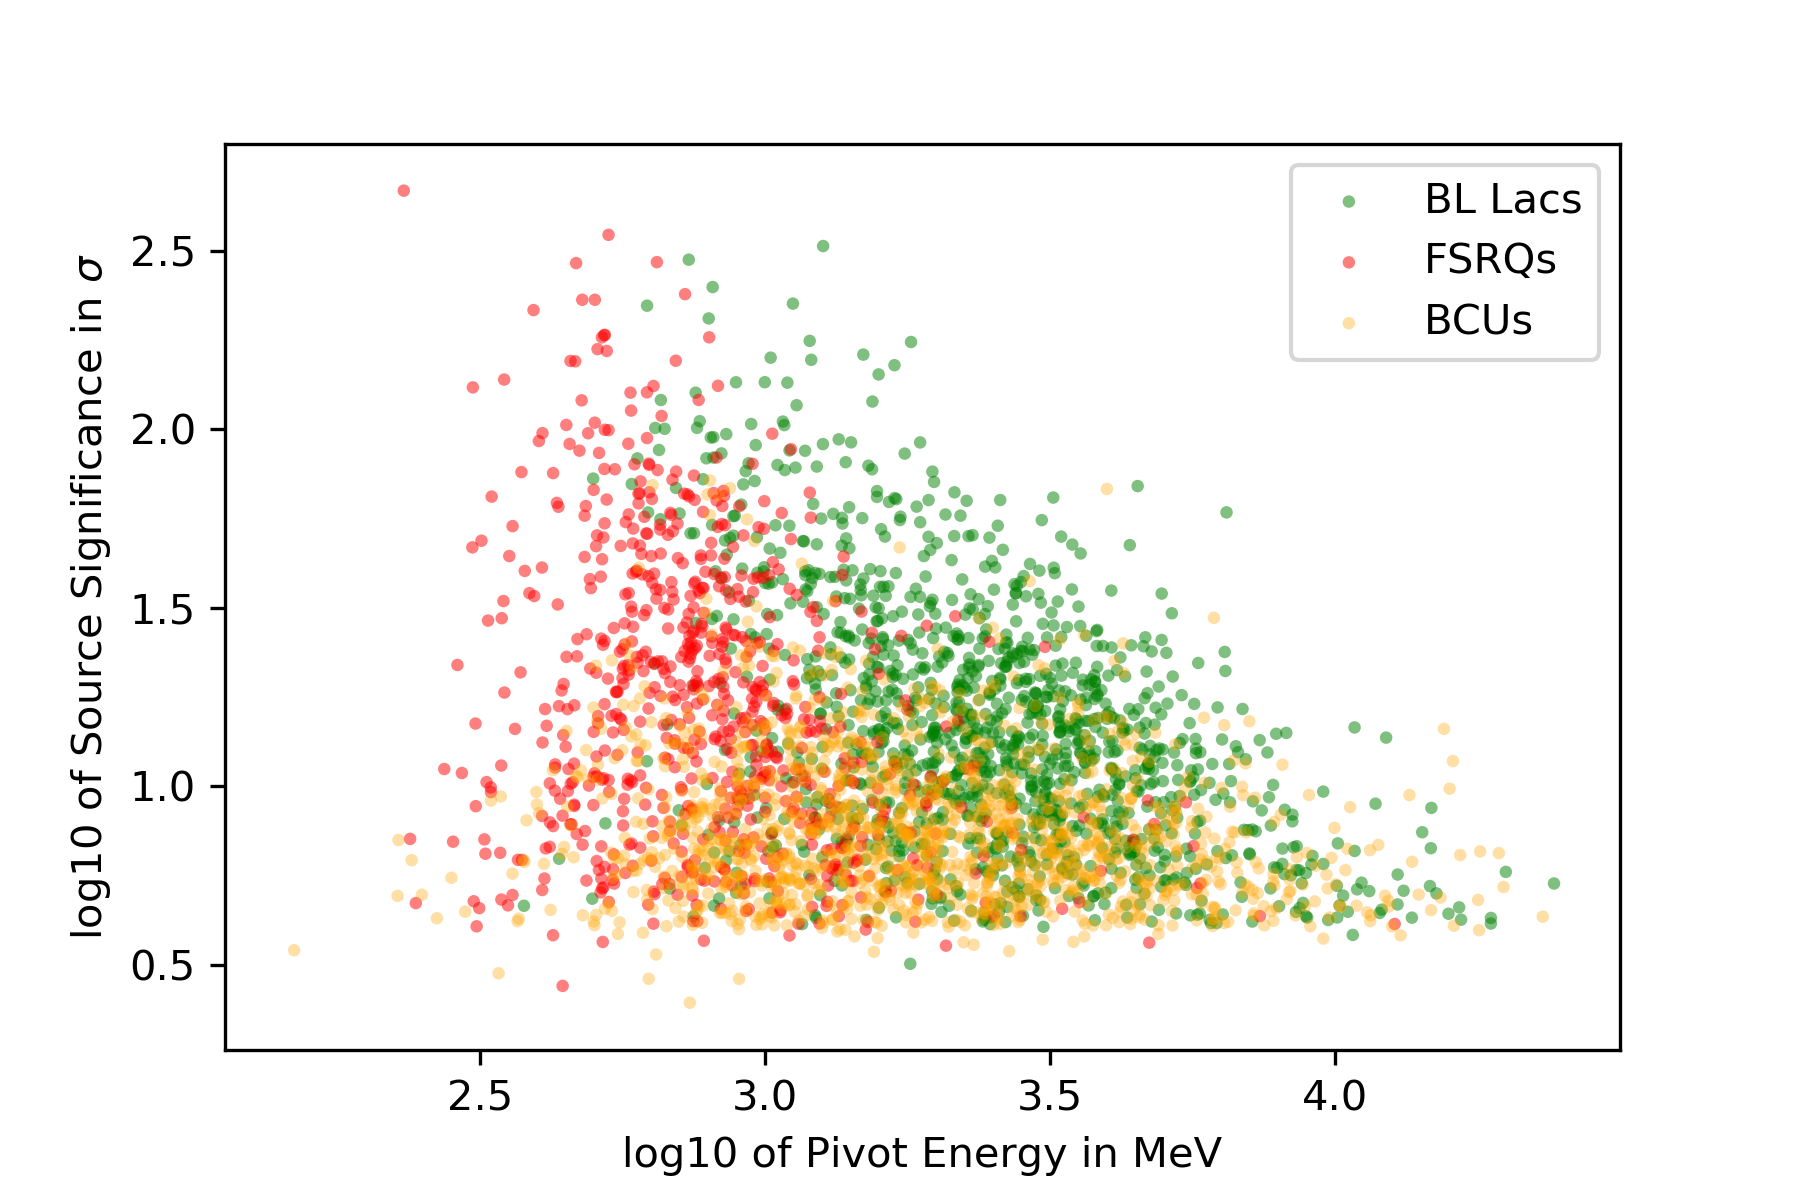 BL Lacs
FSRQs
BCUs
log10 of Source Significance in σ
2.5
2.0
1.5
1.0
0.5
2.5 3.0 3.5 4.0
log10 of Pivot Energy in MeV